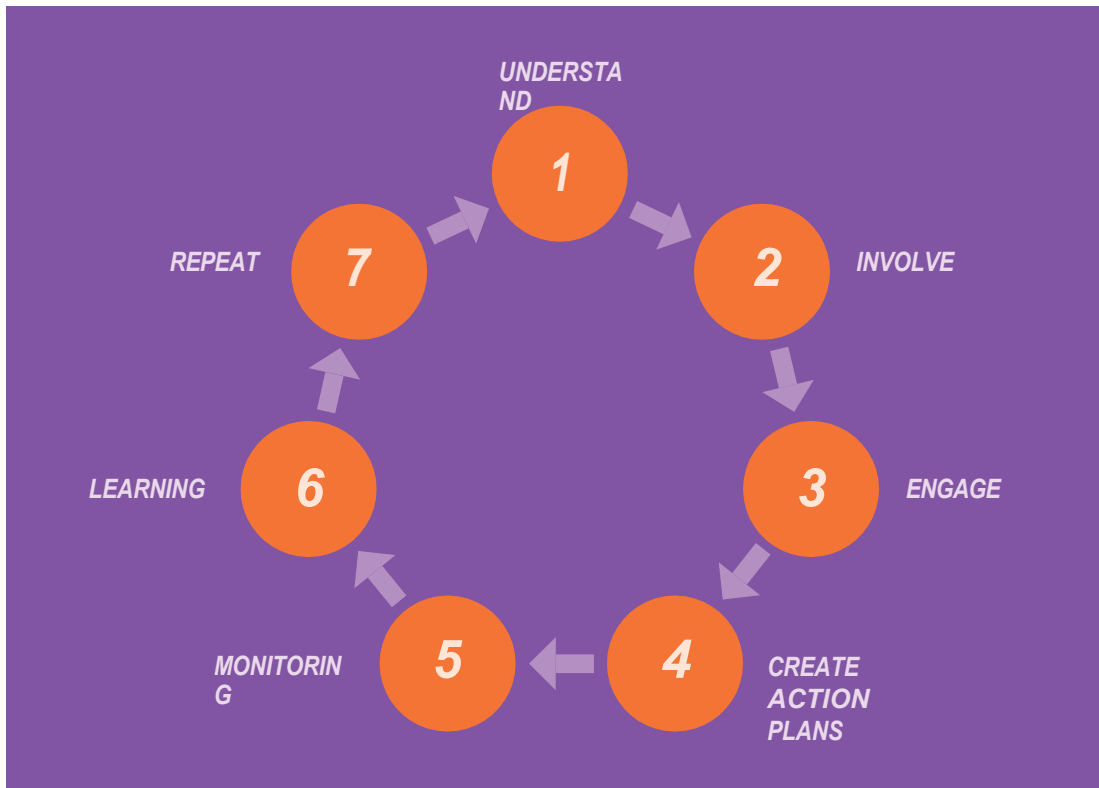 UNDERSTA
ND
1
2
INVOLVE
3
ENGAGE
4
CREATE
ACTION
PLANS
5
MONITORIN
G
6
LEARNING
7
REPEAT